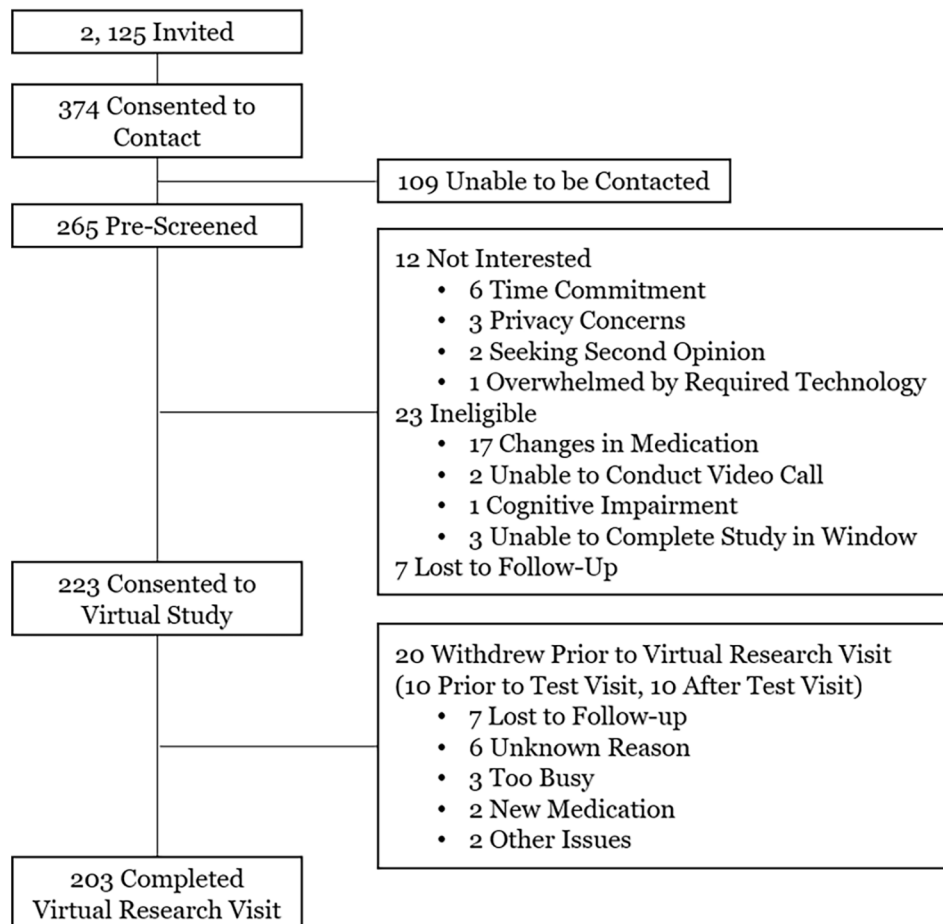 2, 125 Invited
374 Consented to
Contact
109 Unable to be Contacted
265 Pre-Screened
12 Not Interested
• 6 Time Commitment
• 3 Privacy Concerns
• 2 Seeking Second Opinion
• 1 Overwhelmed by Required Technology
23 Ineligible
• 17 Changes in Medication
• 2 Unable to Conduct Video Call
• 1 Cognitive Impairment
• 3 Unable to Complete Study in Window
7 Lost to Follow-Up
223 Consented to
Virtual Study
20 Withdrew Prior to Virtual Research Visit
(10 Prior to Test Visit, 10 After Test Visit)
• 7 Lost to Follow-up
• 6 Unknown Reason
• 3 Too Busy
• 2 New Medication
• 2 Other Issues
203 Completed
Virtual Research Visit